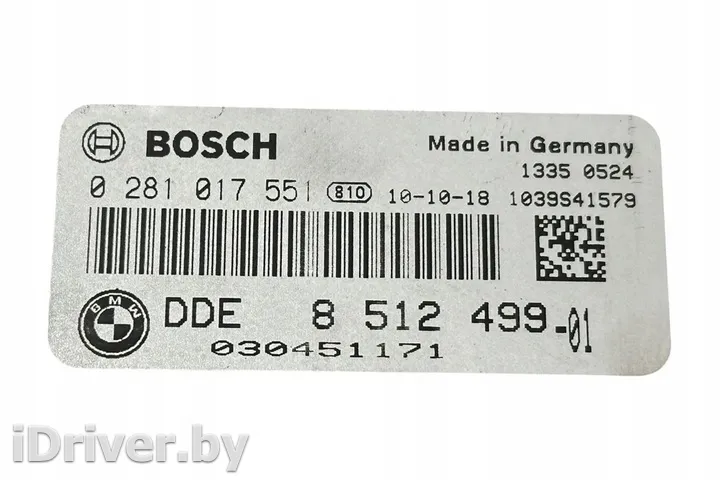 BOSCH
Made in Germany
1335 0524
0 281 017 551 810 10-10-18 1039S41579
BMW
DDE 8 512 499-01
030451171
iDriver.by